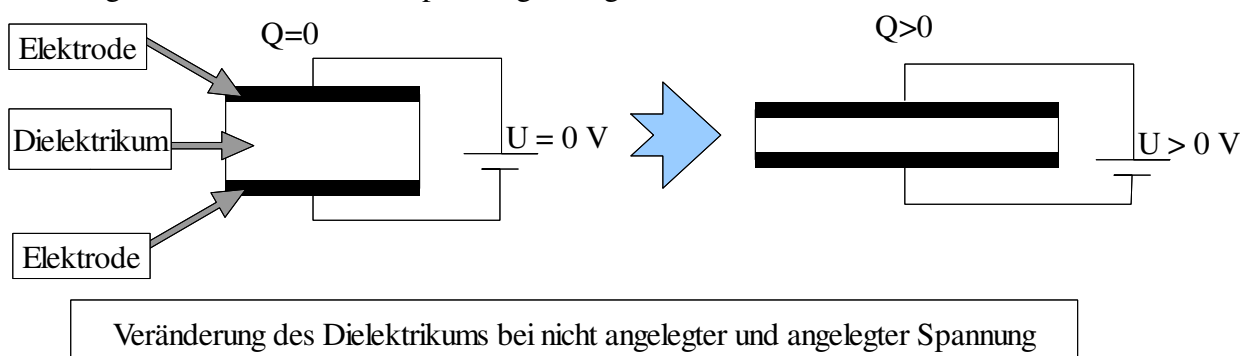 Q=0
Q>0
Elektrode
Dielektrikum
U = 0 V
U > 0 V
Elektrode
Veränderung des Dielektrikums bei nicht angelegter und angelegter Spannung